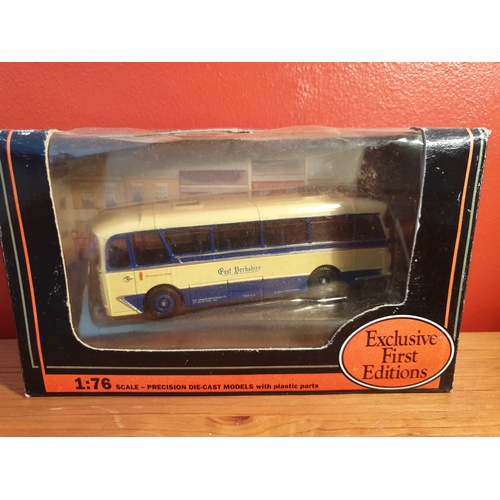 East Yorkshire
Exclusive
First
Editions
1:76 SCALE – PRECISION DIE-CAST MODELS with plastic parts